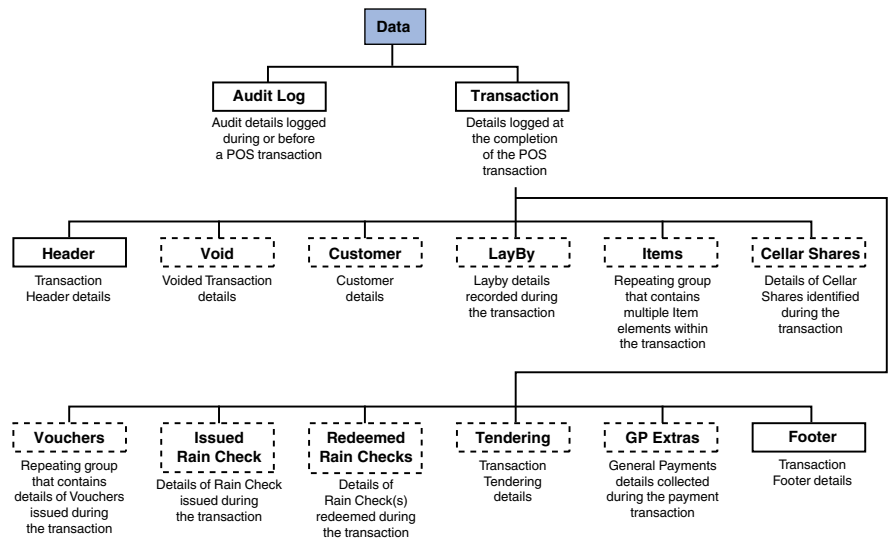 Data
Audit Log
Audit details logged
during or before
a POS transaction
Transaction
Details logged at
the completion
of the POS
transaction
Header
Transaction
Header details
Void
Voided Transaction
details
Customer
Customer
details
LayBy
Layby details
recorded during
the transaction
Items
Repeating group
that contains
multiple Item
elements within
the transaction
Cellar Shares
Details of Cellar
Shares identified
during the
transaction
Vouchers
Repeating group
that contains
details of Vouchers
issued during
the transaction
Issued
Rain Check
Details of Rain Check
issued during
the transaction
Redeemed
Rain Checks
Details of
Rain Check(s)
redeemed during
the transaction
Tendering
Transaction
Tendering
details
GP Extras
General Payments
details collected
during the payment
transaction
Footer
Transaction
Footer details